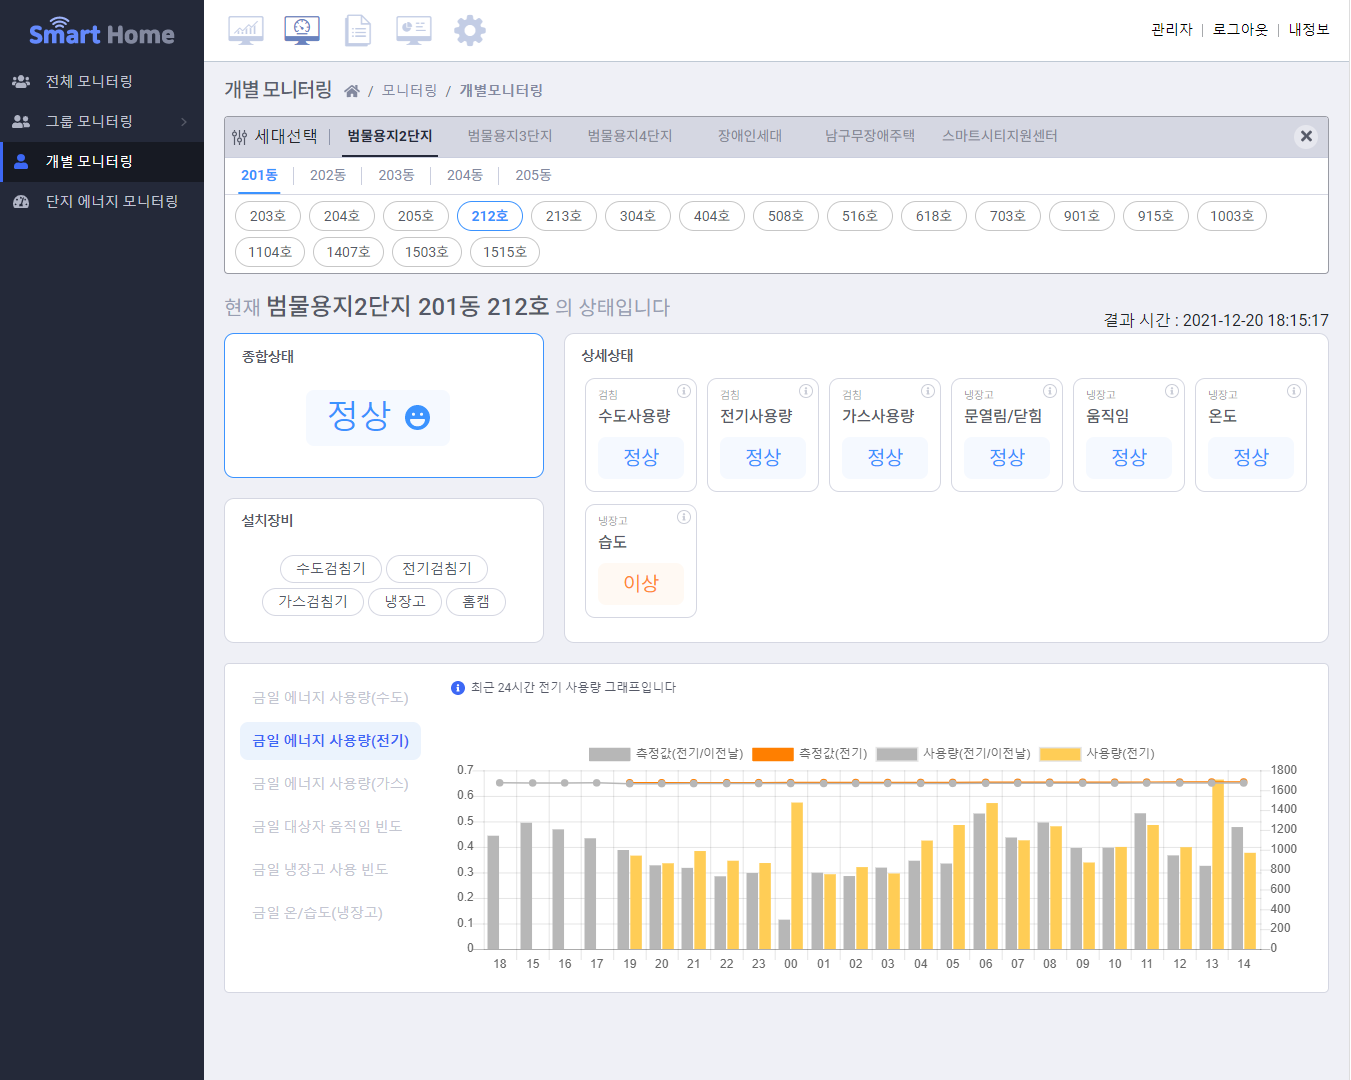 Smart Home
전체 모니터링
그룹 모니터링
개별 모니터링
단지 에너지 모니터링
관리자 | 로그아웃 | 내정보
개별 모니터링 / 모니터링 / 개별모니터링
세대선택 | 범물용지2단지 범물용지3단지 범물용지4단지 장애인세대 남구무장애주택 스마트시티지원센터
201동 202동 203동 204동 205동
203호 204호 205호 212호 213호 304호 404호 508호 516호 618호 703호 901호 915호 1003호
1104호 1407호 1503호 1515호
현재 범물용지2단지 201동 212호 의 상태입니다
결과 시간 : 2021-12-20 18:15:17
종합상태
정상
설치장비
수도검침기 전기검침기
가스검침기 냉장고 홈캠
상세상태
검침 검침 검침 냉장고 냉장고 냉장고
수도사용량 전기사용량 가스사용량 문열림/닫힘 움직임 온도
정상 정상 정상 정상 정상 정상
냉장고
습도
이상
금일 에너지 사용량(수도)
금일 에너지 사용량(전기)
금일 에너지 사용량(가스)
금일 대상자 움직임 빈도
금일 냉장고 사용 빈도
금일 온/습도(냉장고)
최근 24시간 전기 사용량 그래프입니다
측정값(전기/이전날) 측정값(전기) 사용량(전기/이전날) 사용량(전기)
0.7
0.6
0.5
0.4
0.3
0.2
0.1
0
1800
1600
1400
1200
1000
800
600
400
200
0
18 15 16 17 19 20 21 22 23 00 01 02 03 04 05 06 07 08 09 10 11 12 13 14